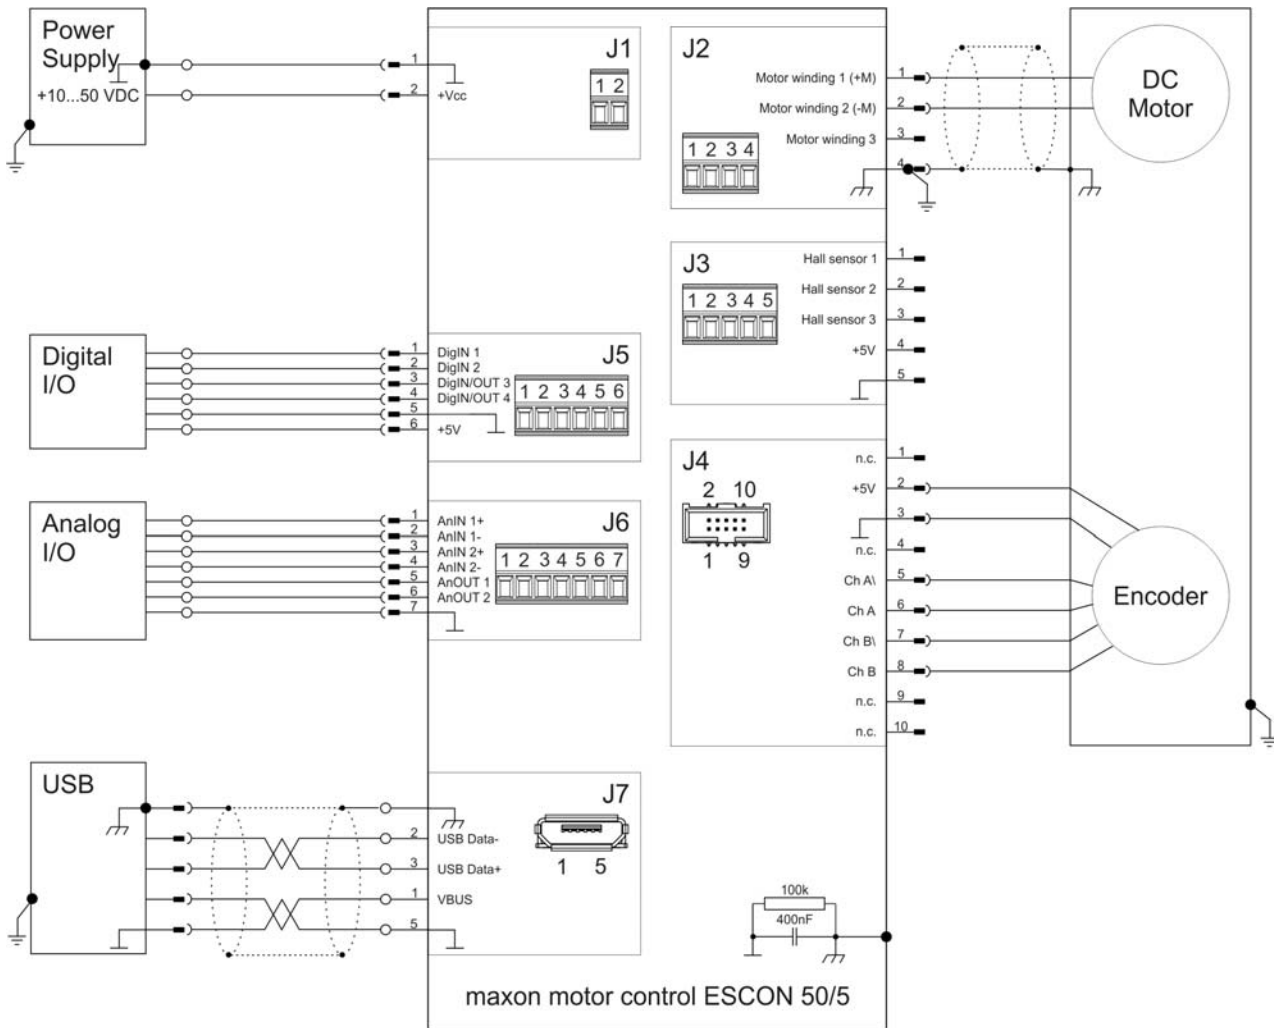 Power
Supply
+10...50 VDC
1
2
+Vcc
J1
1 2
J2
1 2 3 4
Motor winding 1 (+M)
1
Motor winding 2 (-M)
2
Motor winding 3
3
4
DC
Motor
J3
1 2 3 4 5
Hall sensor 1
1
Hall sensor 2
2
Hall sensor 3
3
+5V
4
5
Digital
I/O
1
DigIN 1
2
DigIN 2
3
DigIN/OUT 3
4
DigIN/OUT 4
5
6
+5V
J5
1 2 3 4 5 6
J4
2 10
1 9
n.c.
1
+5V
2
3
n.c.
4
Ch A\
5
Ch A
6
Ch B\
7
Ch B
8
n.c.
9
n.c.
10
Encoder
Analog
I/O
1
AnIN 1+
2
AnIN 1-
3
AnIN 2+
4
AnIN 2-
5
AnOUT 1
6
AnOUT 2
7
J6
1 2 3 4 5 6 7
USB
2
USB Data-
3
USB Data+
1
VBUS
5
J7
1 5
100k
400nF
maxon motor control ESCON 50/5